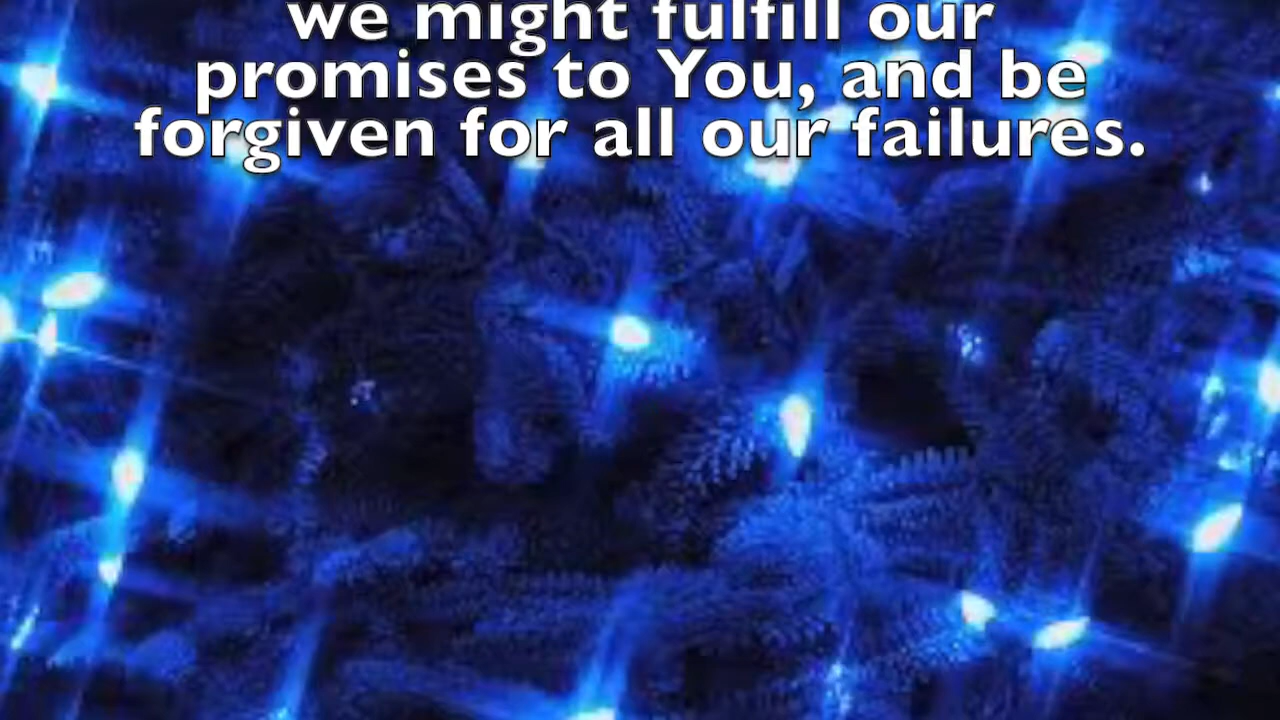 we might fulfill our
promises to You, and be
forgiven for all our failures.